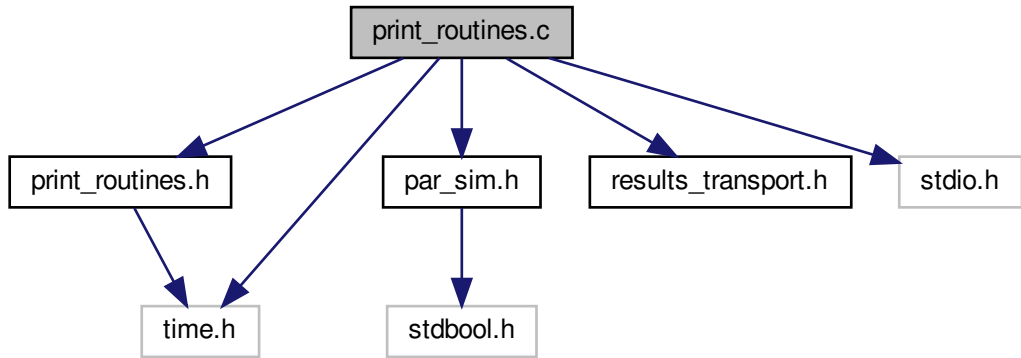 print_routines.c
print_routines.h
par_sim.h
results_transport.h
stdio.h
time.h
stdbool.h